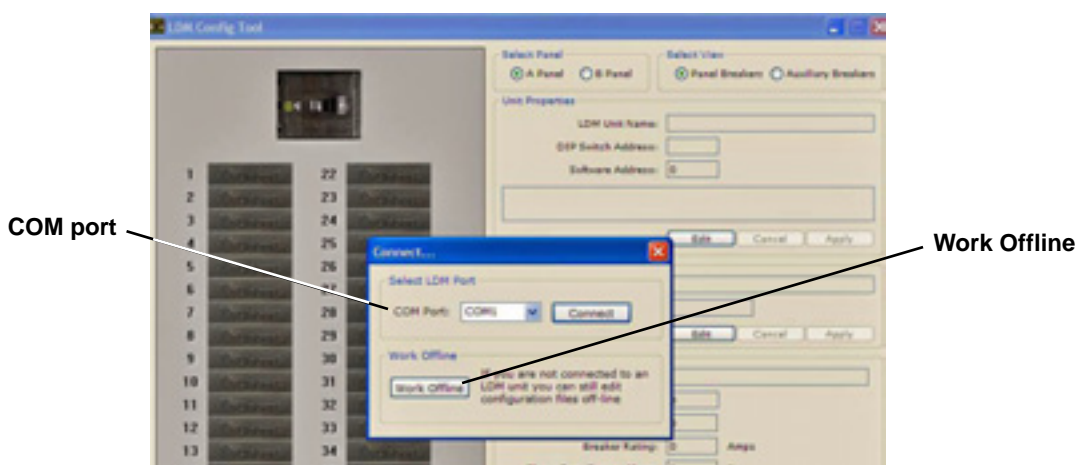 LDM Config Tool
Select Panel
A Panel B Panel
Select View
Panel Breakers Auxiliary Breakers
Unit Properties
LDM Unit Name:
DIP Switch Address:
Software Address: 0
Edit Cancel Apply
Edit Cancel Apply
Breaker Rating: 0 Amps
1 22
2 23
3 24
4 25
5 26
6 27
7 28
8 29
9 30
10 31
11 32
12 33
13 34
COM port
Work Offline
Connect...
Select LDM Port
COM Port: COM1 Connect
Work Offline
Work Offline
If you are not connected to an
LDM unit you can still edit
configuration files off-line